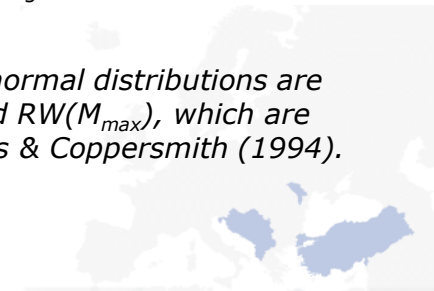 normal distributions are
d RW(Mmax), which are
s & Coppersmith (1994).